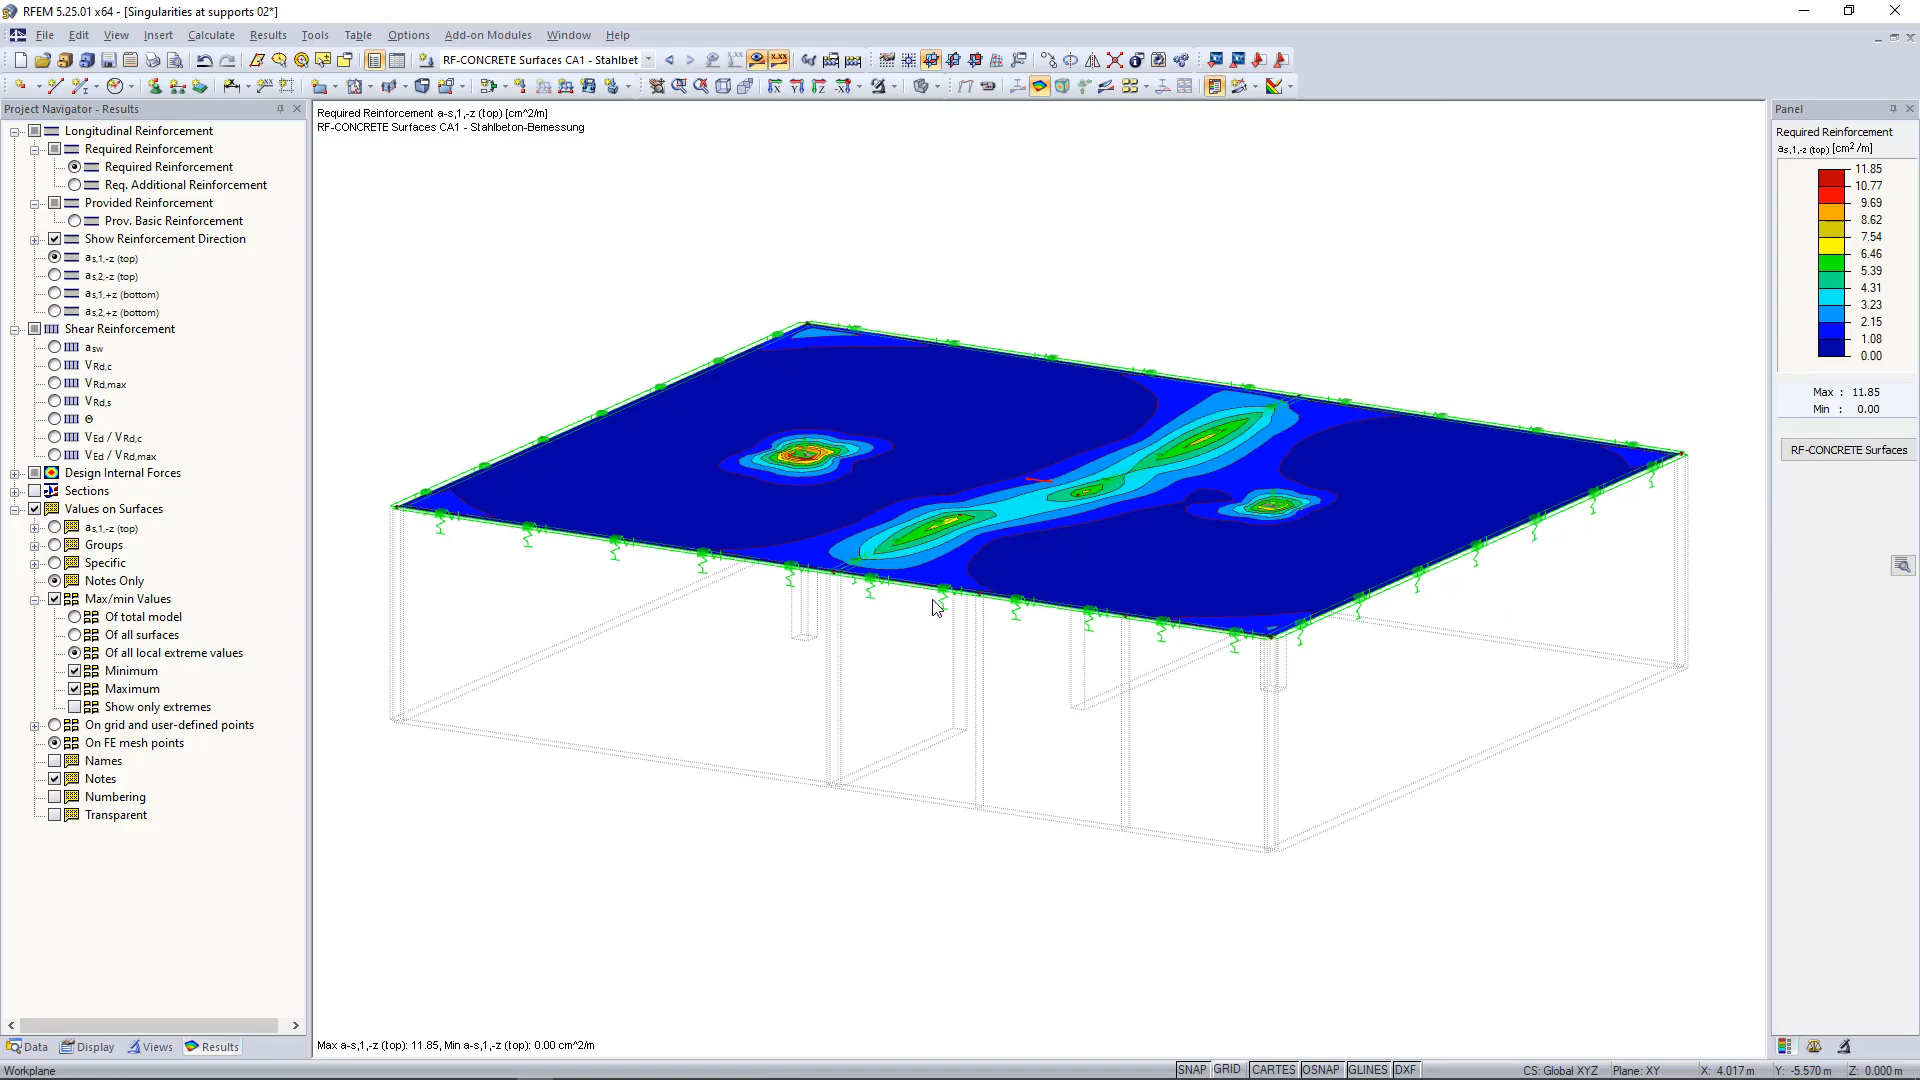 RFEM 5.25.01 x64 - [Singularities at supports 02*]
File Edit View Insert Calculate Results Tools Table Options Add-on Modules Window Help
RF-CONCRETE Surfaces CA1 - Stahlbet
Project Navigator - Results
Longitudinal Reinforcement
Required Reinforcement
Required Reinforcement
Req. Additional Reinforcement
Provided Reinforcement
Prov. Basic Reinforcement
Show Reinforcement Direction
as,1,-z (top)
as,2,-z (top)
as,1,+z (bottom)
as,2,+z (bottom)
Shear Reinforcement
asw
VRd,c
VRd,max
VRd,s
Θ
VEd / VRd,c
VEd / VRd,max
Design Internal Forces
Sections
Values on Surfaces
as,1,-z (top)
Groups
Specific
Notes Only
Max/min Values
Of total model
Of all surfaces
Of all local extreme values
Minimum
Maximum
Show only extremes
On grid and user-defined points
On FE mesh points
Names
Notes
Numbering
Transparent
Data Display Views Results
Workplane
Required Reinforcement a-s,1,-z (top) [cm^2/m]
RF-CONCRETE Surfaces CA1 - Stahlbeton-Bemessung
Max a-s,1,-z (top): 11.85, Min a-s,1,-z (top): 0.00 cm^2/m
Panel
Required Reinforcement
as,1,-z (top) [cm2/m]
11.85
10.77
9.69
8.62
7.54
6.46
5.39
4.31
3.23
2.15
1.08
0.00
Max : 11.85
Min : 0.00
RF-CONCRETE Surfaces
SNAP GRID CARTES OSNAP GLINES DXF CS: Global XYZ Plane: XY X: 4.017 m Y: -5.570 m Z: 0.000 m